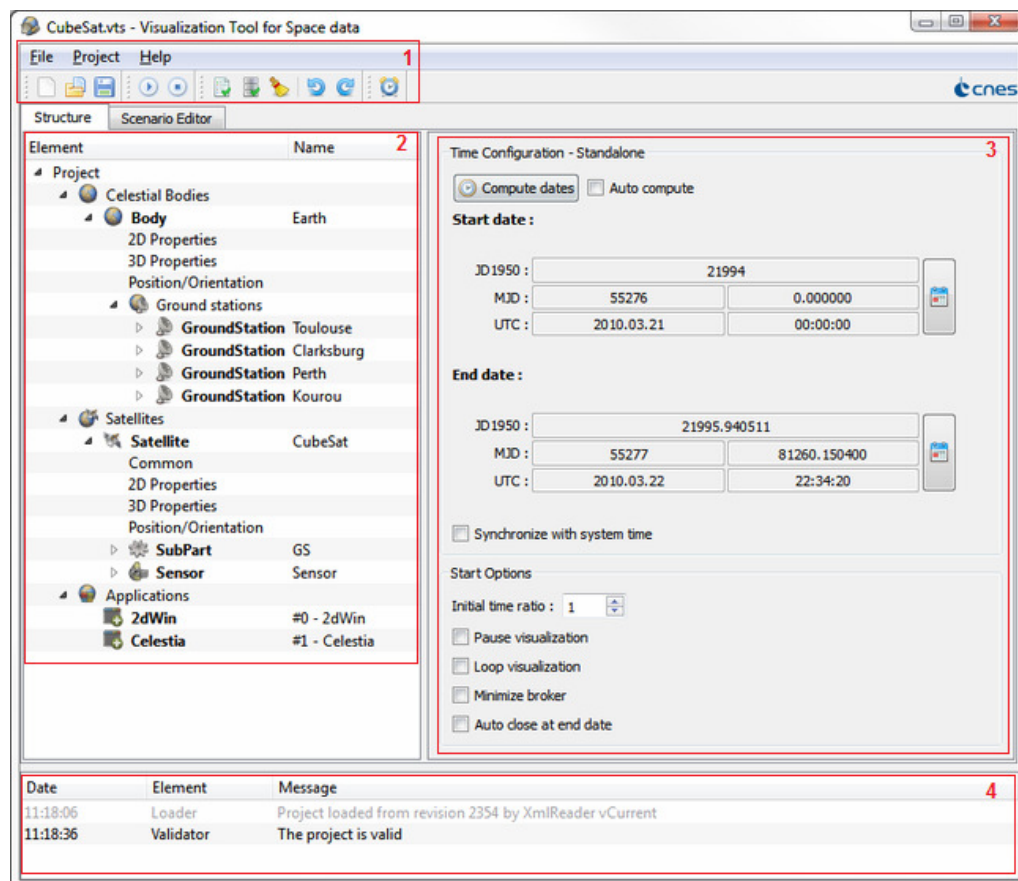 CubeSat.vts - Visualization Tool for Space data
File Project Help 1
cnes
Structure Scenario Editor
Element Name 2
Project
Celestial Bodies
Body Earth
2D Properties
3D Properties
Position/Orientation
Ground stations
GroundStation Toulouse
GroundStation Clarksburg
GroundStation Perth
GroundStation Kourou
Satellites
Satellite CubeSat
Common
2D Properties
3D Properties
Position/Orientation
SubPart GS
Sensor Sensor
Applications
2dWin #0 - 2dWin
Celestia #1 - Celestia
Time Configuration - Standalone 3
Compute dates Auto compute
Start date :
JD1950 : 21994
MJD : 55276 0.000000
UTC : 2010.03.21 00:00:00
End date :
JD1950 : 21995.940511
MJD : 55277 81260.150400
UTC : 2010.03.22 22:34:20
Synchronize with system time
Start Options
Initial time ratio : 1
Pause visualization
Loop visualization
Minimize broker
Auto close at end date
Date Element Message 4
11:18:06 Loader Project loaded from revision 2354 by XmlReader vCurrent
11:18:36 Validator The project is valid